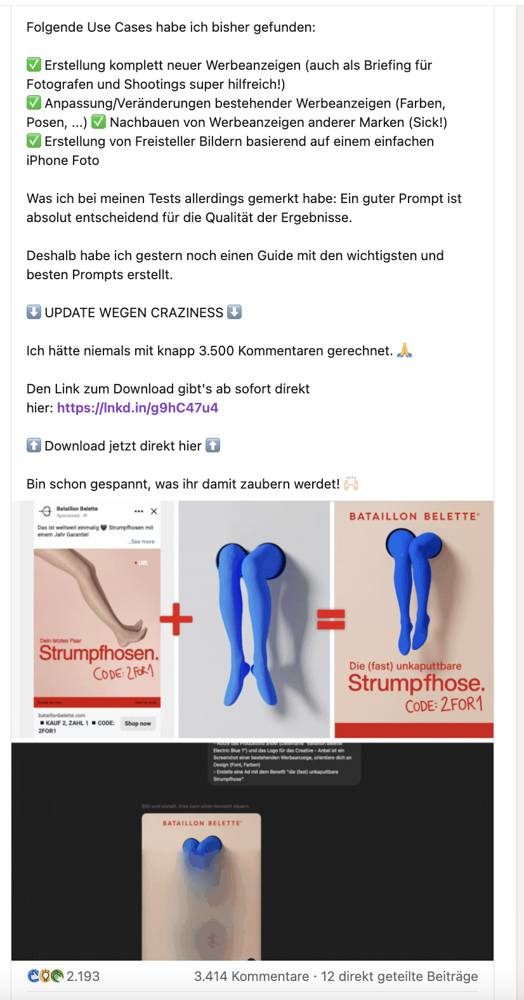 Folgende Use Cases habe ich bisher gefunden:
✅ Erstellung komplett neuer Werbeanzeigen (auch als Briefing für
Fotografen und Shootings super hilfreich!)
✅ Anpassung/Veränderungen bestehender Werbeanzeigen (Farben,
Posen, ...) ✅ Nachbauen von Werbeanzeigen anderer Marken (Sick!)
✅ Erstellung von Freisteller Bildern basierend auf einem einfachen
iPhone Foto
Was ich bei meinen Tests allerdings gemerkt habe: Ein guter Prompt ist
absolut entscheidend für die Qualität der Ergebnisse.
Deshalb habe ich gestern noch einen Guide mit den wichtigsten und
besten Prompts erstellt.
⬇️ UPDATE WEGEN CRAZINESS ⬇️
Ich hätte niemals mit knapp 3.500 Kommentaren gerechnet. 🙏
Den Link zum Download gibt's ab sofort direkt
hier: https://lnkd.in/g9hC47u4
⬆️ Download jetzt direkt hier ⬆️
Bin schon gespannt, was ihr damit zaubern werdet! 🙌🏻
Bataillon Belette
Sponsored
Das ist weltweit einmalig 🖤 Strumpfhosen mit
einem Jahr Garantie!
...See more
• LIVE
Dein letztes Paar
Strumpfhosen.
CODE: 2FOR1
bataillonbelette.com
■ KAUF 2, ZAHL 1 ■ CODE:
2FOR1
Shop now
BATAILLON BELETTE®
Die (fast) unkaputtbare
Strumpfhose.
CODE: 2FOR1
- Nutze das Produktbild anbei (Dateiname "Bataillon Belette
Electric Blue 1") und das Logo für das Creative - Anbei ist ein
Screenshot einer bestehenden Werbeanzeige, orientiere dich an
Design (Font, Farben)
- Erstelle eine Ad mit dem Benefit "die (fast) unkaputtbare
Strumpfhose"
Bild wird erstellt. Dies kann einen Moment dauern.
BATAILLON BELETTE®
2.193
3.414 Kommentare · 12 direkt geteilte Beiträge